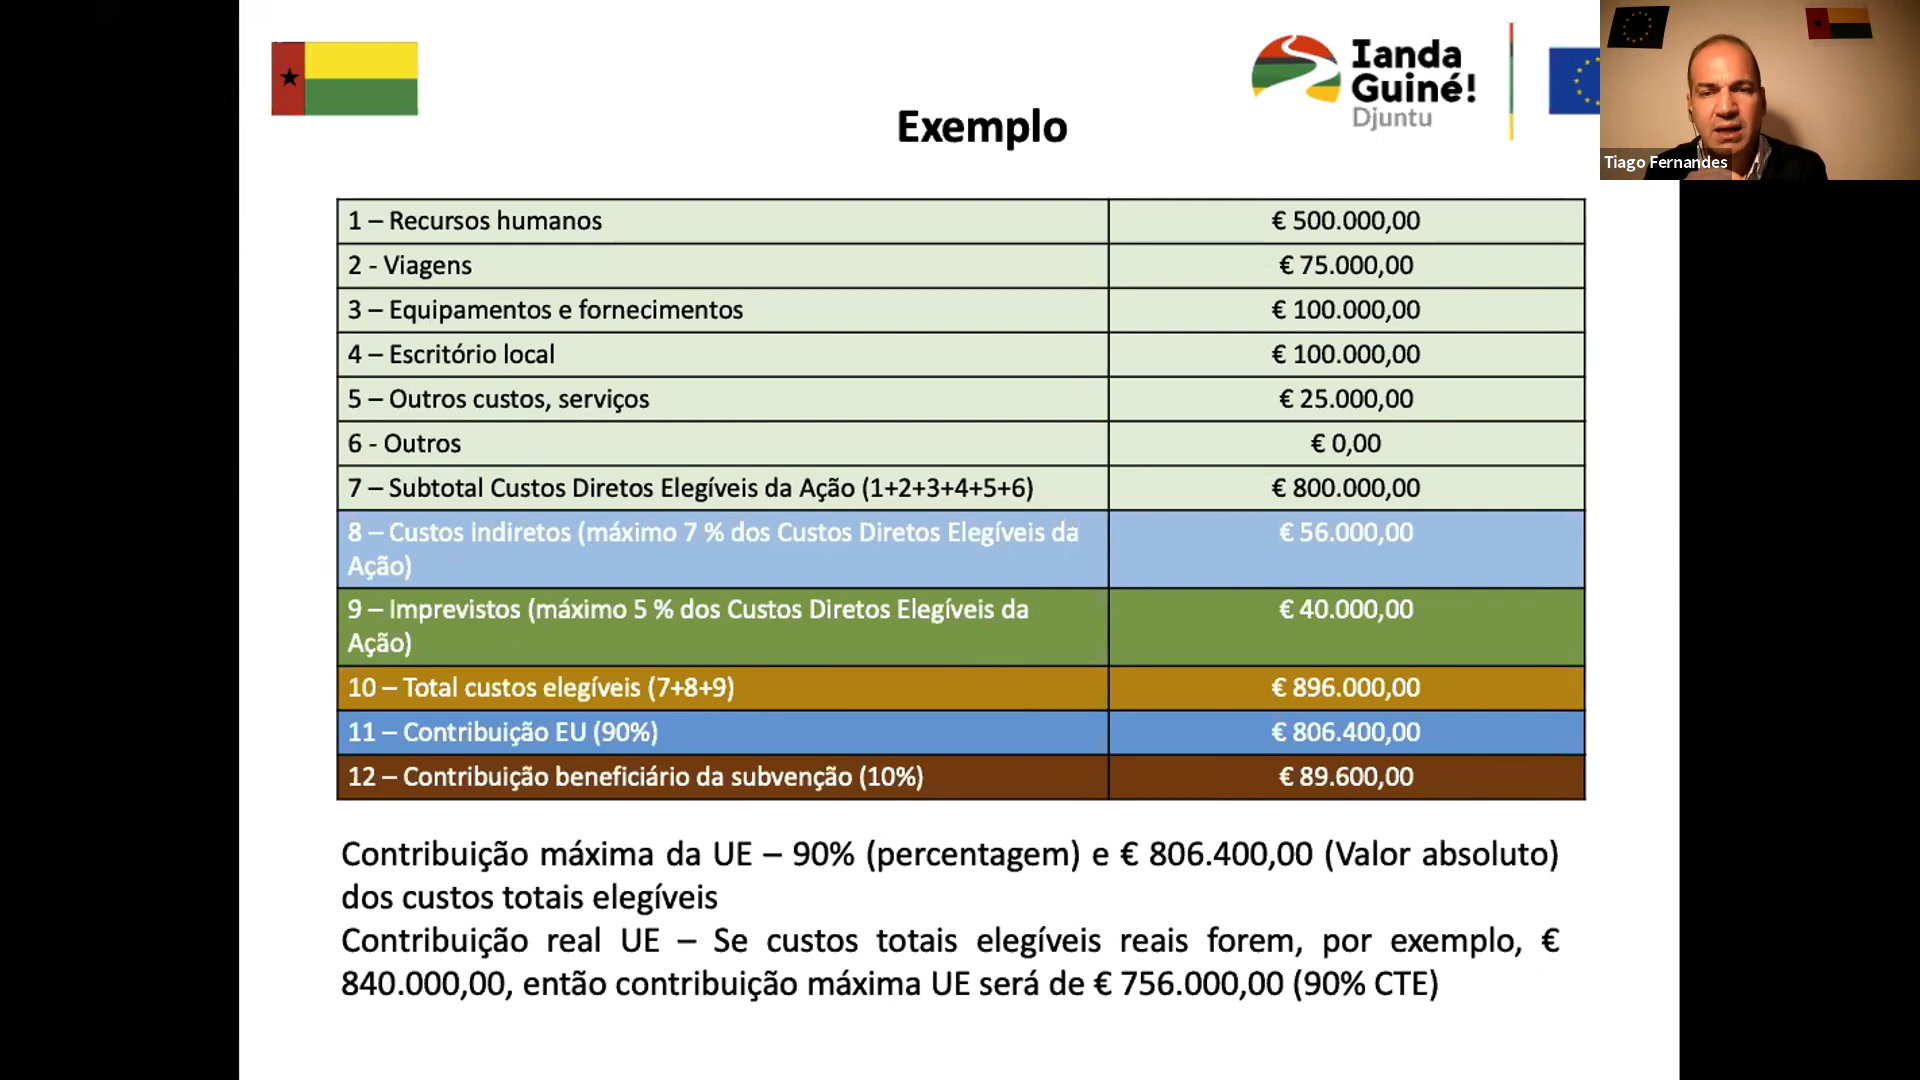 Ianda
Guiné!
Djuntu
Tiago Fernandes
Exemplo
1 – Recursos humanos € 500.000,00
2 - Viagens € 75.000,00
3 – Equipamentos e fornecimentos € 100.000,00
4 – Escritório local € 100.000,00
5 – Outros custos, serviços € 25.000,00
6 - Outros € 0,00
7 – Subtotal Custos Diretos Elegíveis da Ação (1+2+3+4+5+6) € 800.000,00
8 – Custos indiretos (máximo 7 % dos Custos Diretos Elegíveis da € 56.000,00
Ação)
9 – Imprevistos (máximo 5 % dos Custos Diretos Elegíveis da € 40.000,00
Ação)
10 – Total custos elegíveis (7+8+9) € 896.000,00
11 – Contribuição EU (90%) € 806.400,00
12 – Contribuição beneficiário da subvenção (10%) € 89.600,00
Contribuição máxima da UE – 90% (percentagem) e € 806.400,00 (Valor absoluto)
dos custos totais elegíveis
Contribuição real UE – Se custos totais elegíveis reais forem, por exemplo, €
840.000,00, então contribuição máxima UE será de € 756.000,00 (90% CTE)